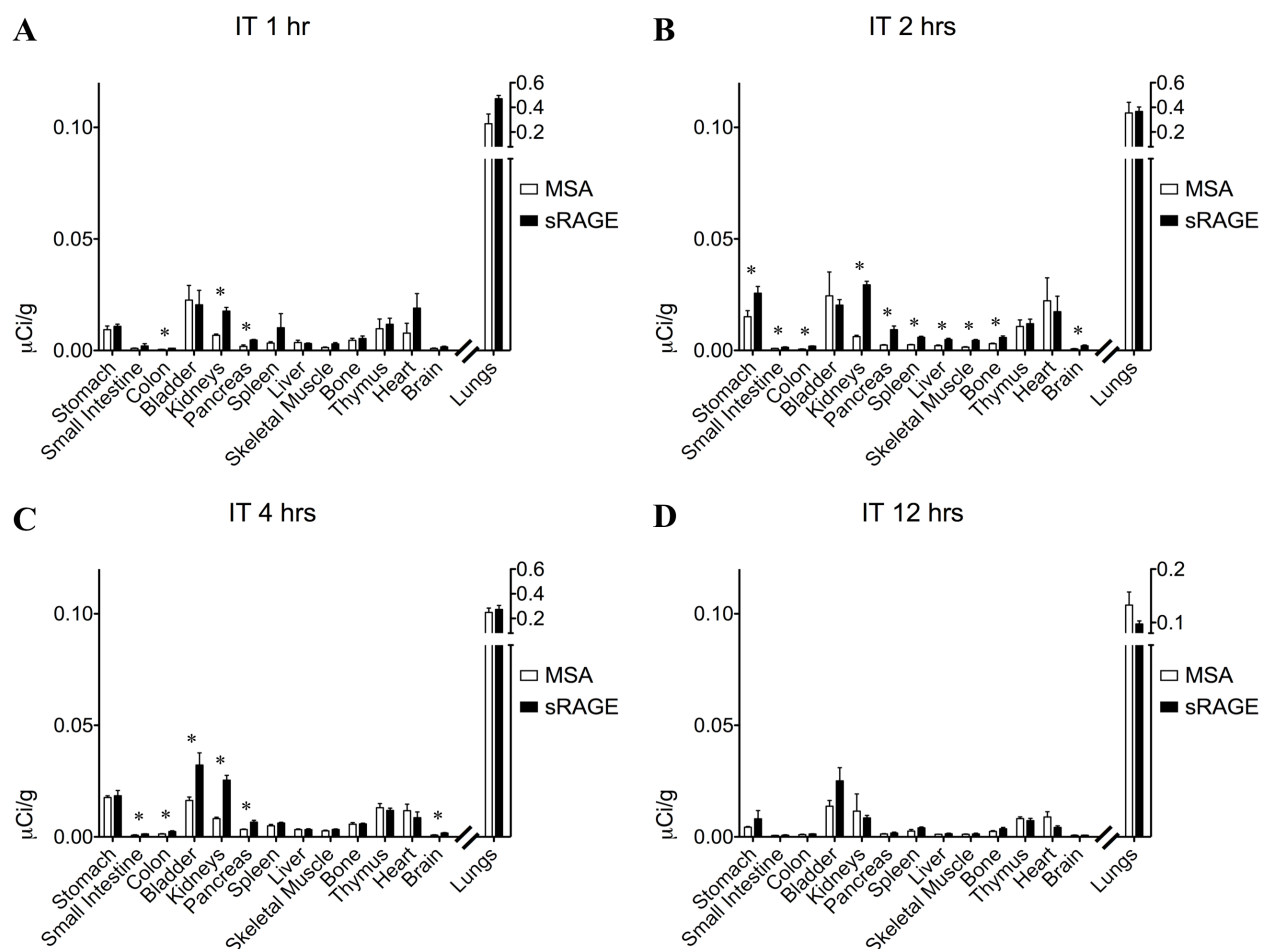 A
IT 1 hr
μCi/g
0.10
0.05
0.00
0.6
0.4
0.2
MSA
sRAGE
*
*
*
Stomach
Small Intestine
Colon
Bladder
Kidneys
Pancreas
Spleen
Liver
Skeletal Muscle
Bone
Thymus
Heart
Brain
Lungs
B
IT 2 hrs
μCi/g
0.10
0.05
0.00
0.6
0.4
0.2
MSA
sRAGE
*
*
*
*
*
*
*
*
*
*
Stomach
Small Intestine
Colon
Bladder
Kidneys
Pancreas
Spleen
Liver
Skeletal Muscle
Bone
Thymus
Heart
Brain
Lungs
C
IT 4 hrs
μCi/g
0.10
0.05
0.00
0.6
0.4
0.2
MSA
sRAGE
*
*
*
*
*
*
Stomach
Small Intestine
Colon
Bladder
Kidneys
Pancreas
Spleen
Liver
Skeletal Muscle
Bone
Thymus
Heart
Brain
Lungs
D
IT 12 hrs
μCi/g
0.10
0.05
0.00
0.2
0.1
MSA
sRAGE
Stomach
Small Intestine
Colon
Bladder
Kidneys
Pancreas
Spleen
Liver
Skeletal Muscle
Bone
Thymus
Heart
Brain
Lungs